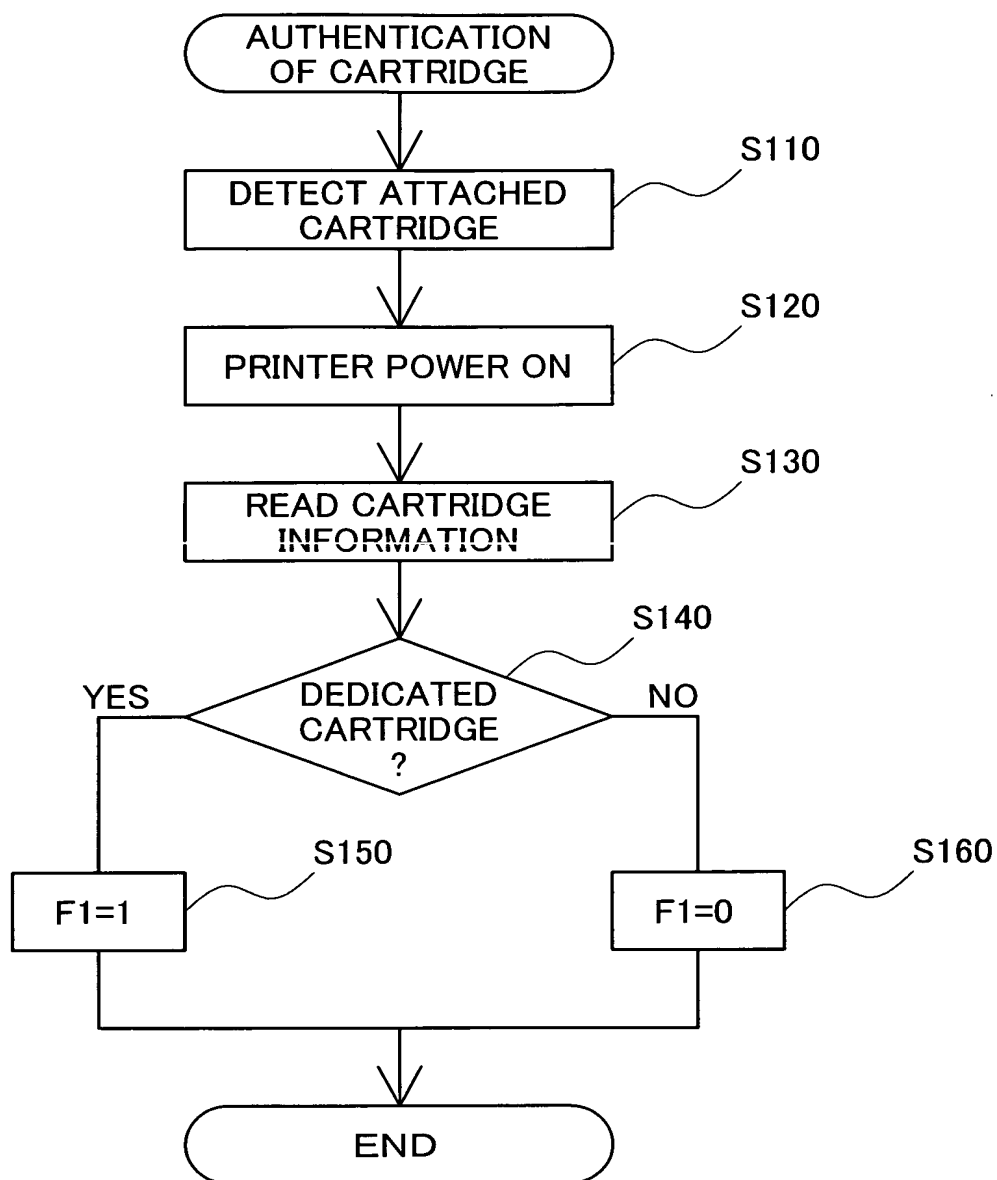 AUTHENTICATION
OF CARTRIDGE
S110
DETECT ATTACHED
CARTRIDGE
S120
PRINTER POWER ON
S130
READ CARTRIDGE
INFORMATION
S140
YES
DEDICATED
CARTRIDGE
?
NO
S150
F1=1
S160
F1=0
END